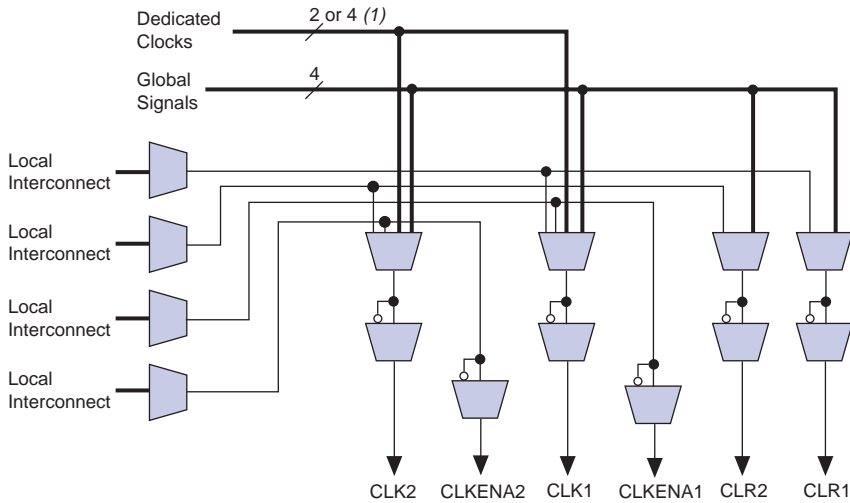 Dedicated
Clocks
2 or 4 (1)
Global
Signals
4
Local
Interconnect
Local
Interconnect
Local
Interconnect
Local
Interconnect
CLK2
CLKENA2
CLK1
CLKENA1
CLR2
CLR1